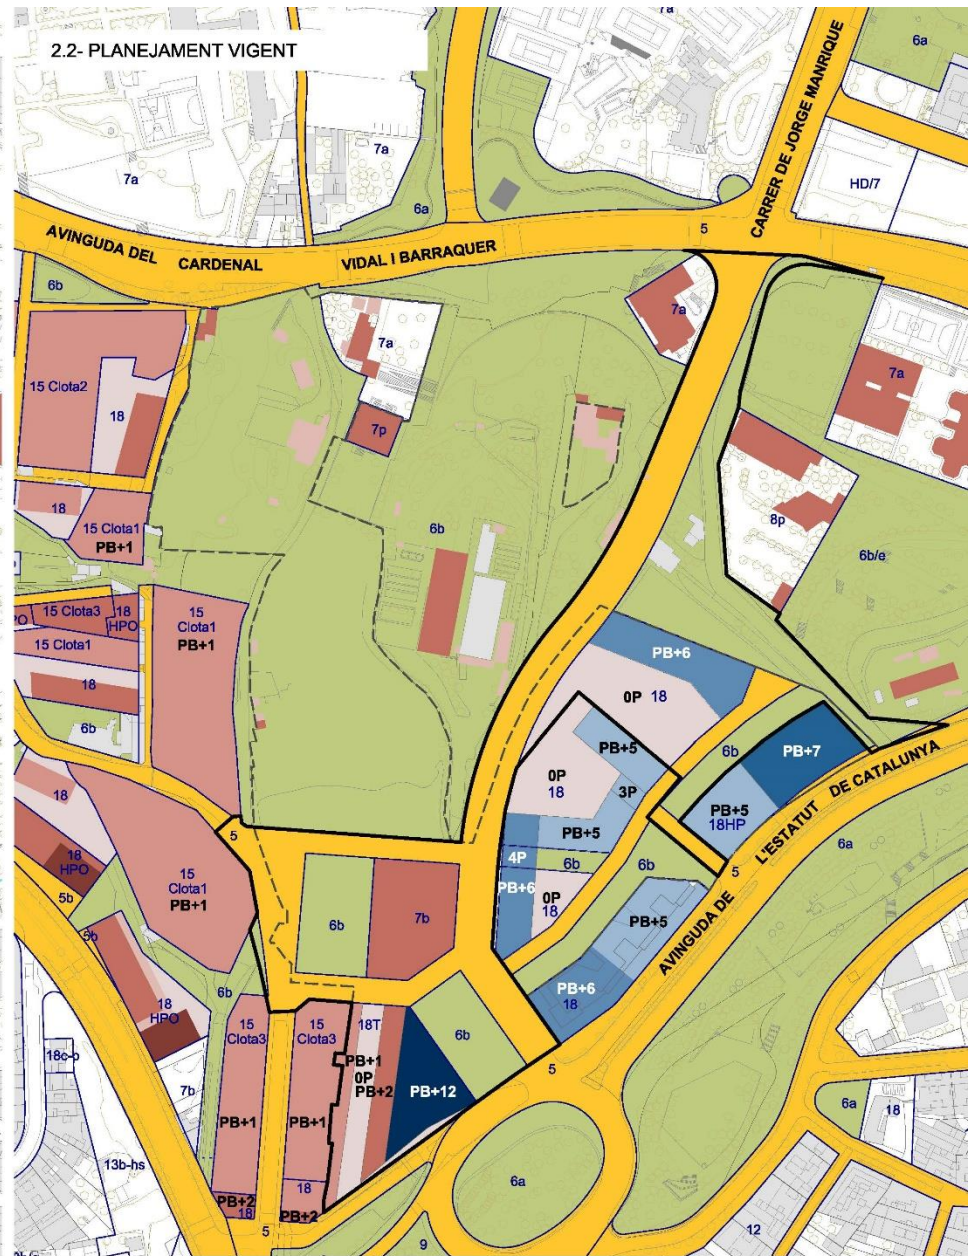 2.2- PLANEJAMENT VIGENT
7a
6a
7a
7a
HD/7
CARRER DE JORGE MANRIQUE
6a
5
AVINGUDA DEL CARDENAL VIDAL I BARRAQUER
6b
7a
7a
15 Clota2
18
7a
7p
18
15 Clota1
PB+1
8p
6b
6b/e
15 Clota3
18
HPO
15
Clota1
PB+1
15 Clota1
18
PB+6
0P 18
6b
PB+5
6b
PB+7
0P
18
3P
PB+5
18HP
18
PB+5
5
4P
6b
6b
18
HPO
15
Clota1
PB+1
PB+6
0P
18
5
6a
AVINGUDA DE L'ESTATUT DE CATALUNYA
5b
6b
7b
PB+5
5b
6b
PB+6
18
18
HPO
15
Clota3
15
Clota3
18T
6b
PB+1
0P
PB+2
PB+12
5
18c-b
7b
6a
18
PB+1
PB+1
13b-hs
6a
18
PB+2
18
PB+2
5
12
9